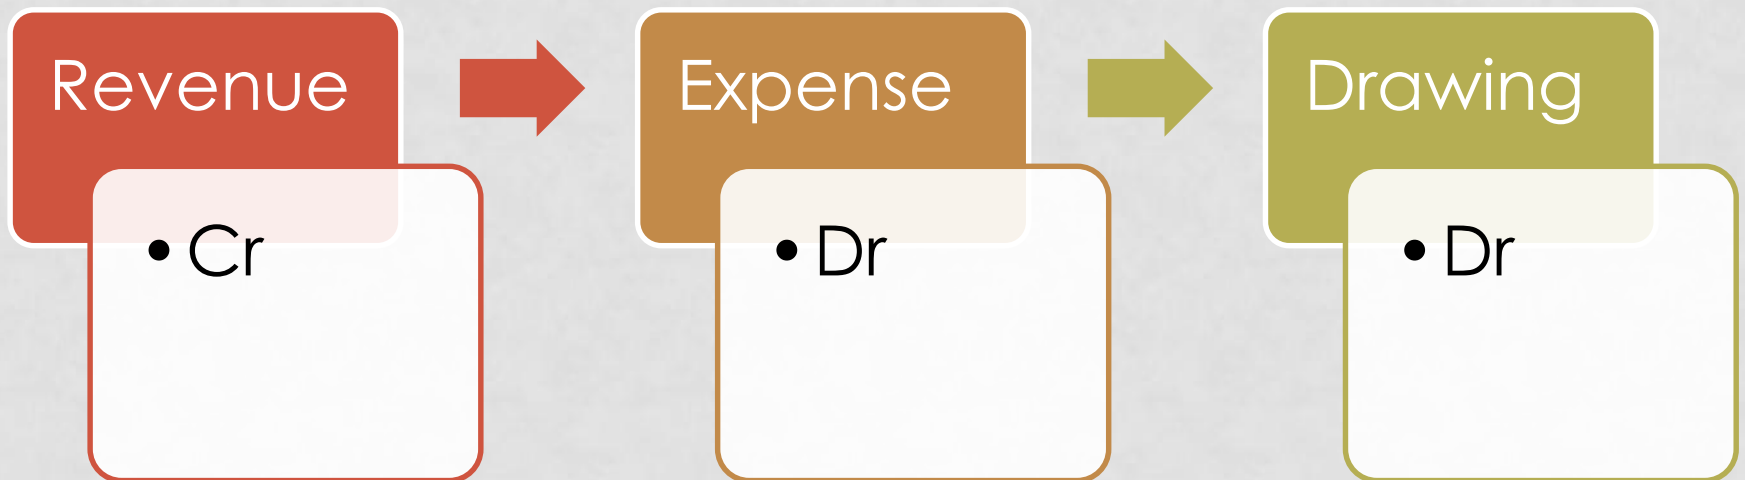 Revenue
• Cr
Expense
• Dr
Drawing
• Dr